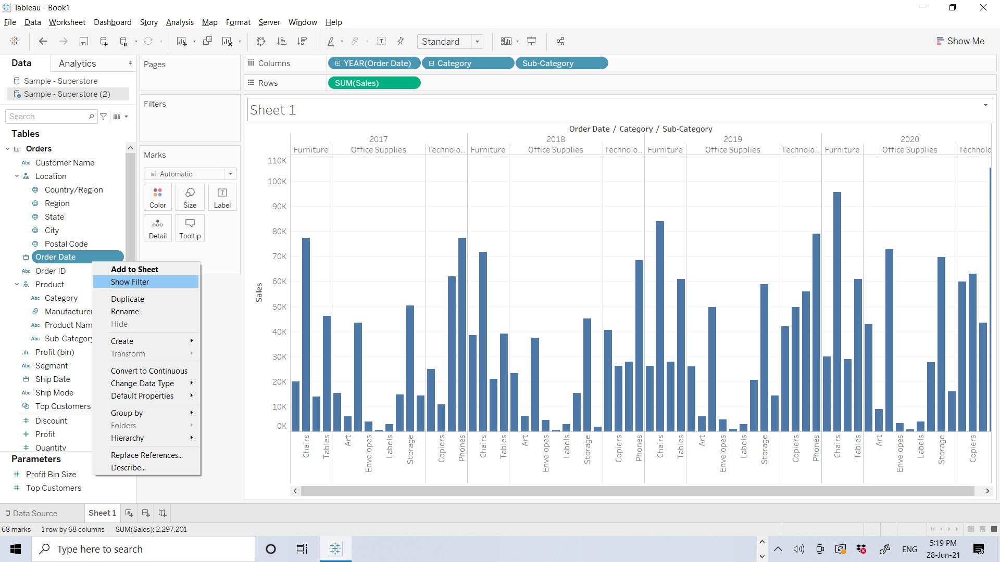 Tableau - Book1
File Data Worksheet Dashboard Story Analysis Map Format Server Window Help
Standard
Show Me
Data Analytics
Sample - Superstore
Sample - Superstore (2)
Search
Tables
Orders
Abc Customer Name
Location
Country/Region
Region
State
City
Postal Code
Order Date
Abc Order ID
Product
Abc Category
Manufacturer
Abc Product Nam
Abc Sub-Category
Profit (bin)
Abc Segment
Ship Date
Abc Ship Mode
Top Customers
# Discount
# Profit
# Quantity
Parameters
# Profit Bin Size
# Top Customers
Add to Sheet
Show Filter
Duplicate
Rename
Hide
Create
Transform
Convert to Continuous
Change Data Type
Default Properties
Group by
Folders
Hierarchy
Replace References...
Describe...
Pages
Filters
Marks
Automatic
Color Size Label
Detail Tooltip
Columns YEAR(Order Date) Category Sub-Category
Rows SUM(Sales)
Sheet 1
Order Date / Category / Sub-Category
2017 2018 2019 2020
Furniture Office Supplies Technolo.. Furniture Office Supplies Technolo.. Furniture Office Supplies Technolo.. Furniture Office Supplies Technolo
110K
100K
90K
80K
70K
60K
50K
40K
30K
20K
10K
0K
Sales
Chairs Tables Art Envelopes Labels Storage Copiers Phones Chairs Tables Art Envelopes Labels Storage Copiers Phones Chairs Tables Art Envelopes Labels Storage Copiers Phones Chairs Tables Art Envelopes Labels Storage Copiers
Data Source Sheet 1
68 marks 1 row by 68 columns SUM(Sales): 2,297,201
Type here to search
ENG
5:19 PM
28-Jun-21